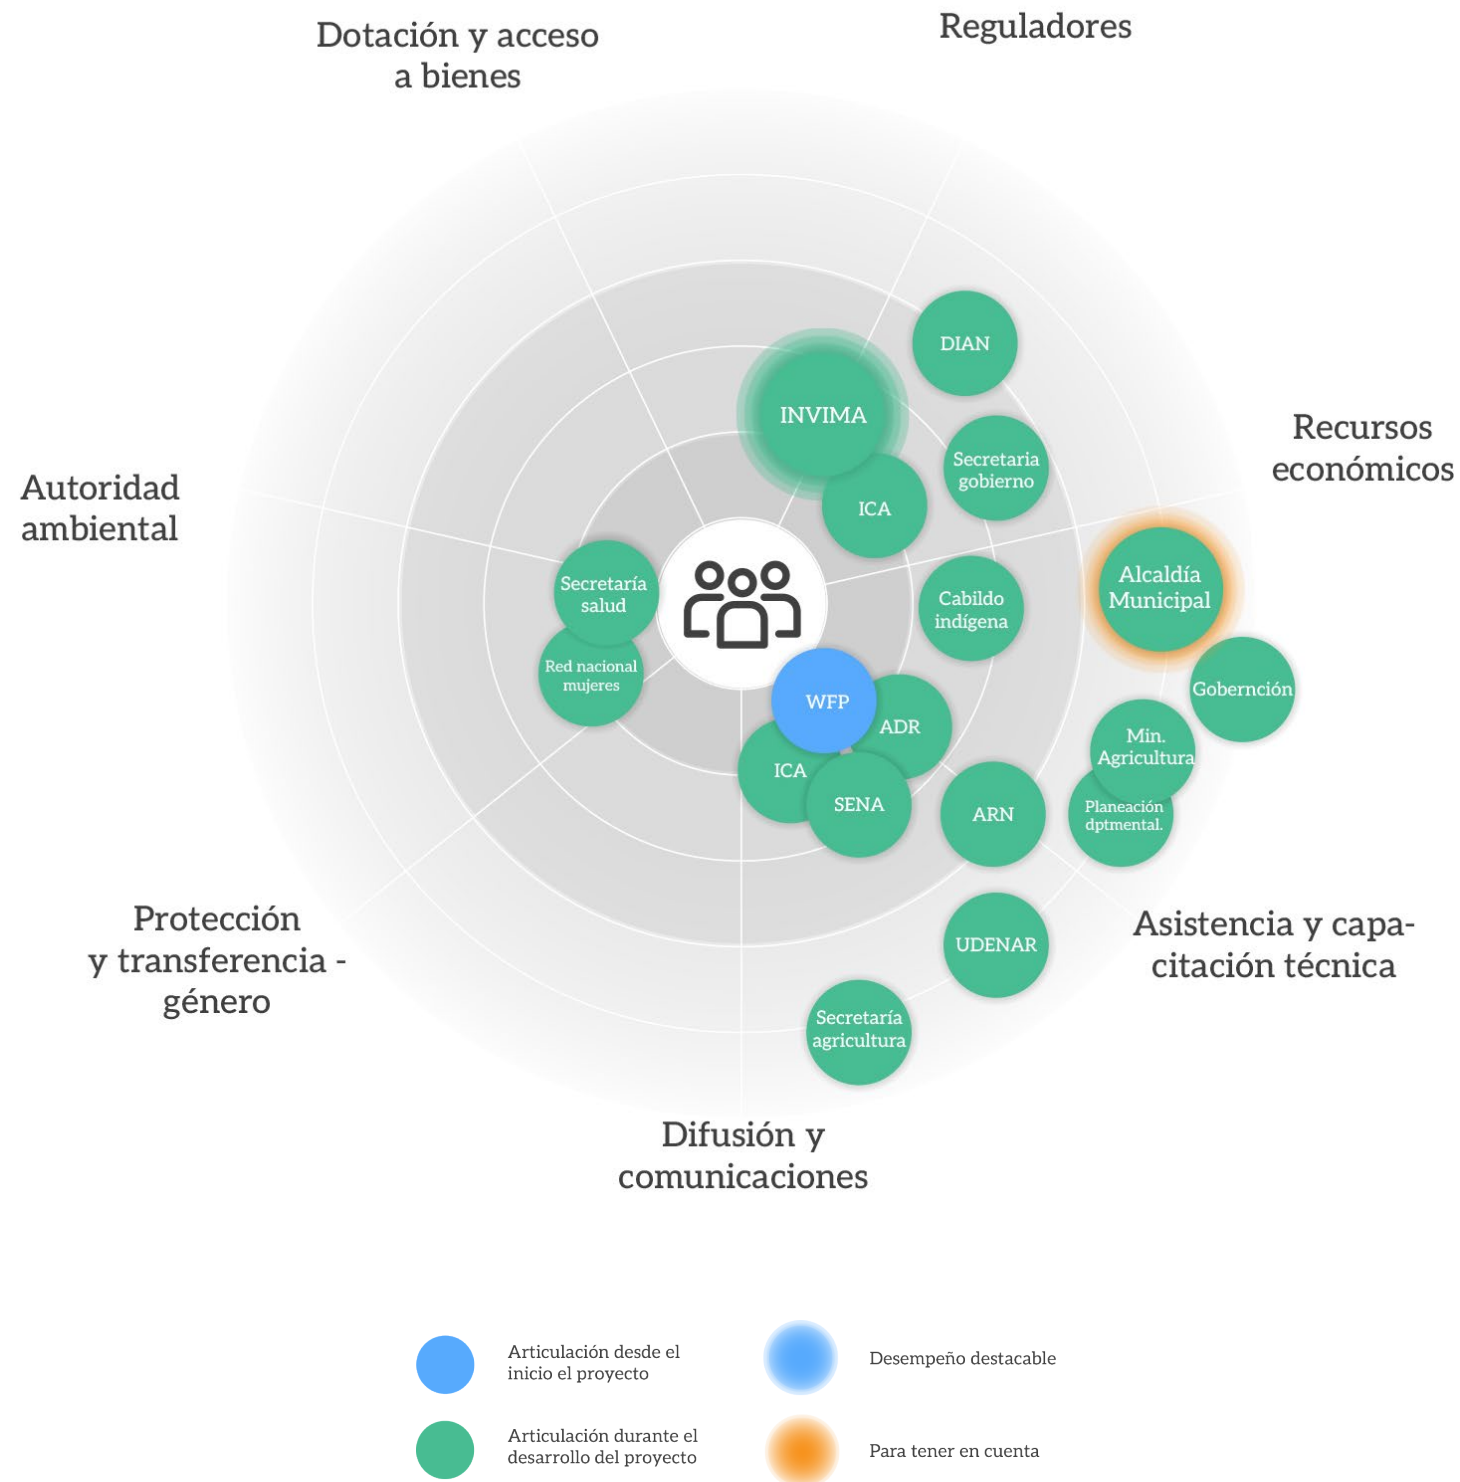 Dotación y acceso
a bienes
Reguladores
DIAN
INVIMA
Secretaria
gobierno
ICA
Recursos
económicos
Autoridad
ambiental
Secretaría
salud
Red nacional
mujeres
Cabildo
indígena
Alcaldía
Municipal
Goberncíón
WFP
ADR
ICA
SENA
ARN
Min.
Agricultura
Planeación
dptmental.
UDENAR
Secretaría
agricultura
Protección
y transferencia -
género
Asistencia y capa-
citación técnica
Difusión y
comunicaciones
Articulación desde el
inicio el proyecto
Desempeño destacable
Articulación durante el
desarrollo del proyecto
Para tener en cuenta